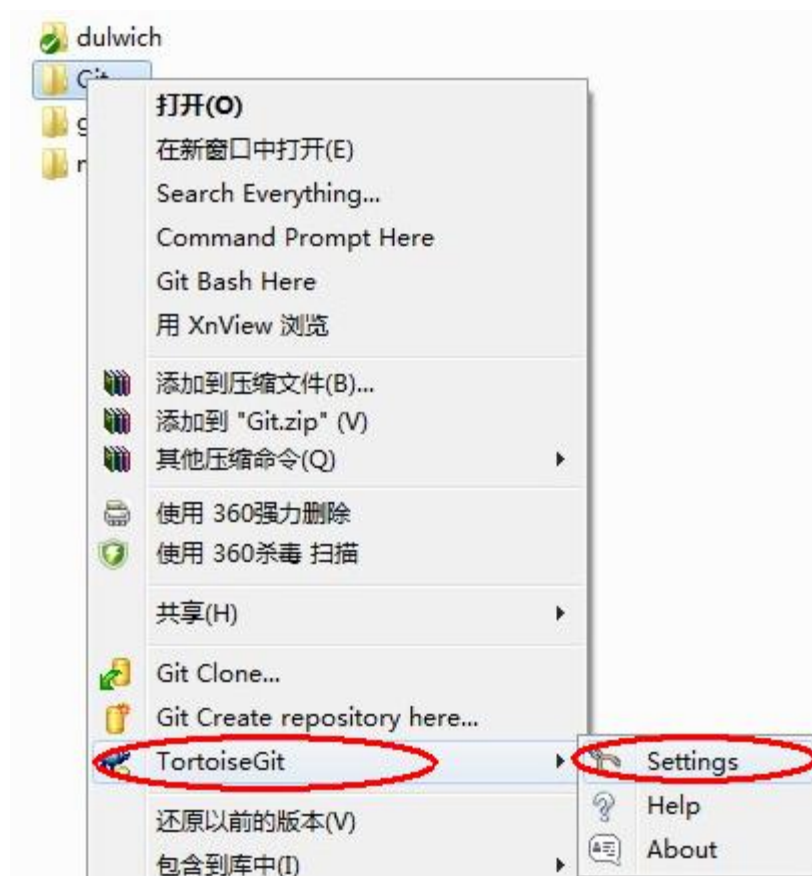 dulwich
打开(O)
在新窗口中打开(E)
Search Everything...
Command Prompt Here
Git Bash Here
用 XnView 浏览
添加到压缩文件(B)...
添加到 "Git.zip" (V)
其他压缩命令(Q)
使用 360强力删除
使用 360杀毒 扫描
共享(H)
Git Clone...
Git Create repository here...
TortoiseGit
Settings
Help
About
还原以前的版本(V)
包含到库中(I)